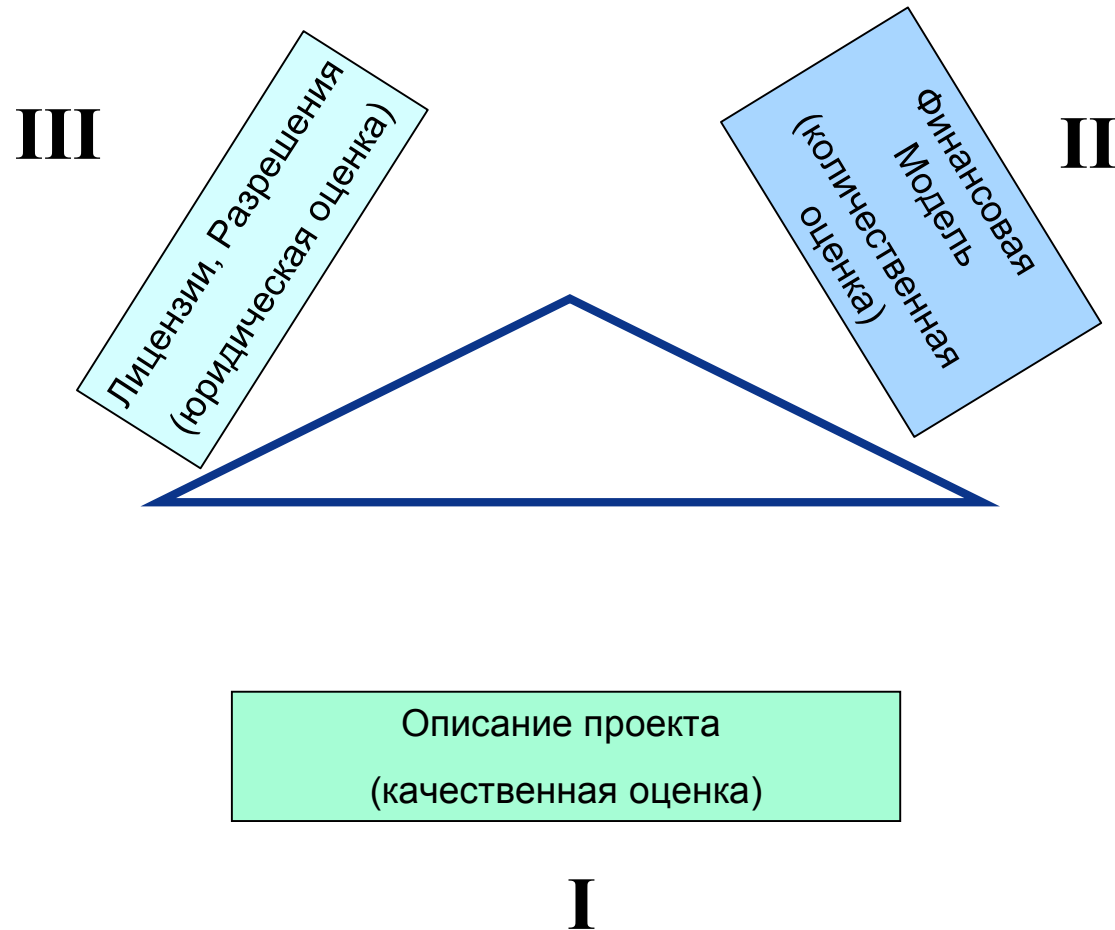 III
Лицензии, Разрешения
(юридическая оценка)
Финансовая
Модель
(количественная
оценка)
II
Описание проекта
(качественная оценка)
I